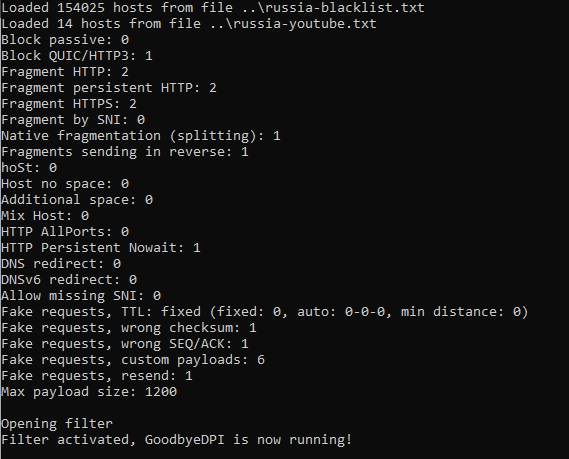 Loaded 154025 hosts from file ..\russia-blacklist.txt
Loaded 14 hosts from file ..\russia-youtube.txt
Block passive: 0
Block QUIC/HTTP3: 1
Fragment HTTP: 2
Fragment persistent HTTP: 2
Fragment HTTPS: 2
Fragment by SNI: 0
Native fragmentation (splitting): 1
Fragments sending in reverse: 1
hoSt: 0
Host no space: 0
Additional space: 0
Mix Host: 0
HTTP AllPorts: 0
HTTP Persistent Nowait: 1
DNS redirect: 0
DNSv6 redirect: 0
Allow missing SNI: 0
Fake requests, TTL: fixed (fixed: 0, auto: 0-0-0, min distance: 0)
Fake requests, wrong checksum: 1
Fake requests, wrong SEQ/ACK: 1
Fake requests, custom payloads: 6
Fake requests, resend: 1
Max payload size: 1200
Opening filter
Filter activated, GoodbyeDPI is now running!